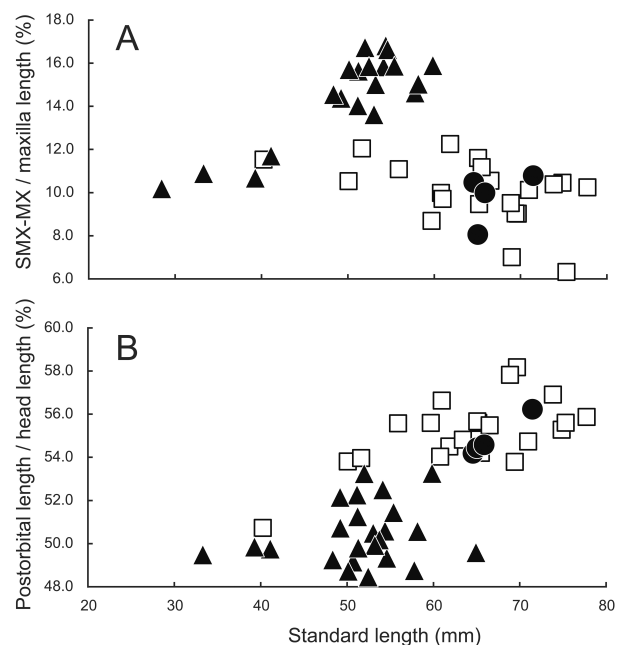 18.0
A
16.0
14.0
12.0
10.0
8.0
6.0
SMX-MX / maxilla length (%)
60.0
B
58.0
56.0
54.0
52.0
50.0
48.0
Postorbital length / head length (%)
20 30 40 50 60 70 80
Standard length (mm)